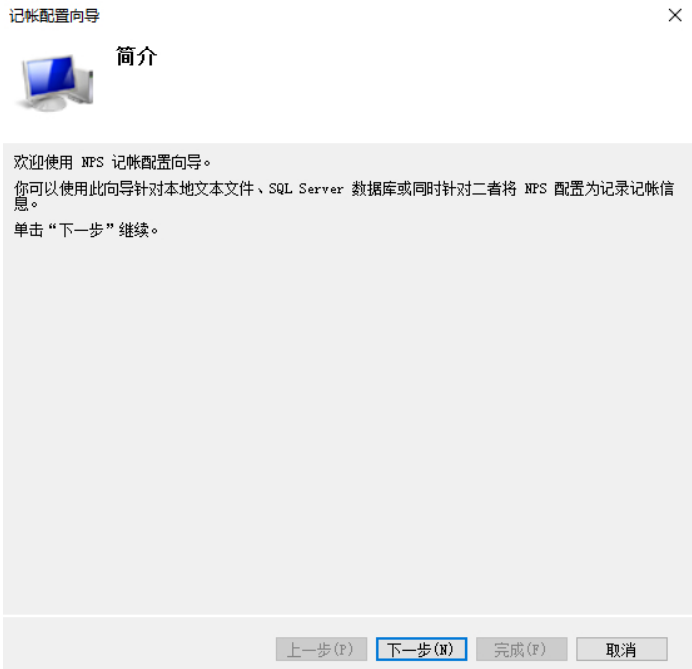 记帐配置向导
简介
欢迎使用 NPS 记帐配置向导。
你可以使用此向导针对本地文本文件、SQL Server 数据库或同时针对二者将 NPS 配置为记录记帐信
息。
单击“下一步”继续。
上一步(P) 下一步(N) 完成(F) 取消